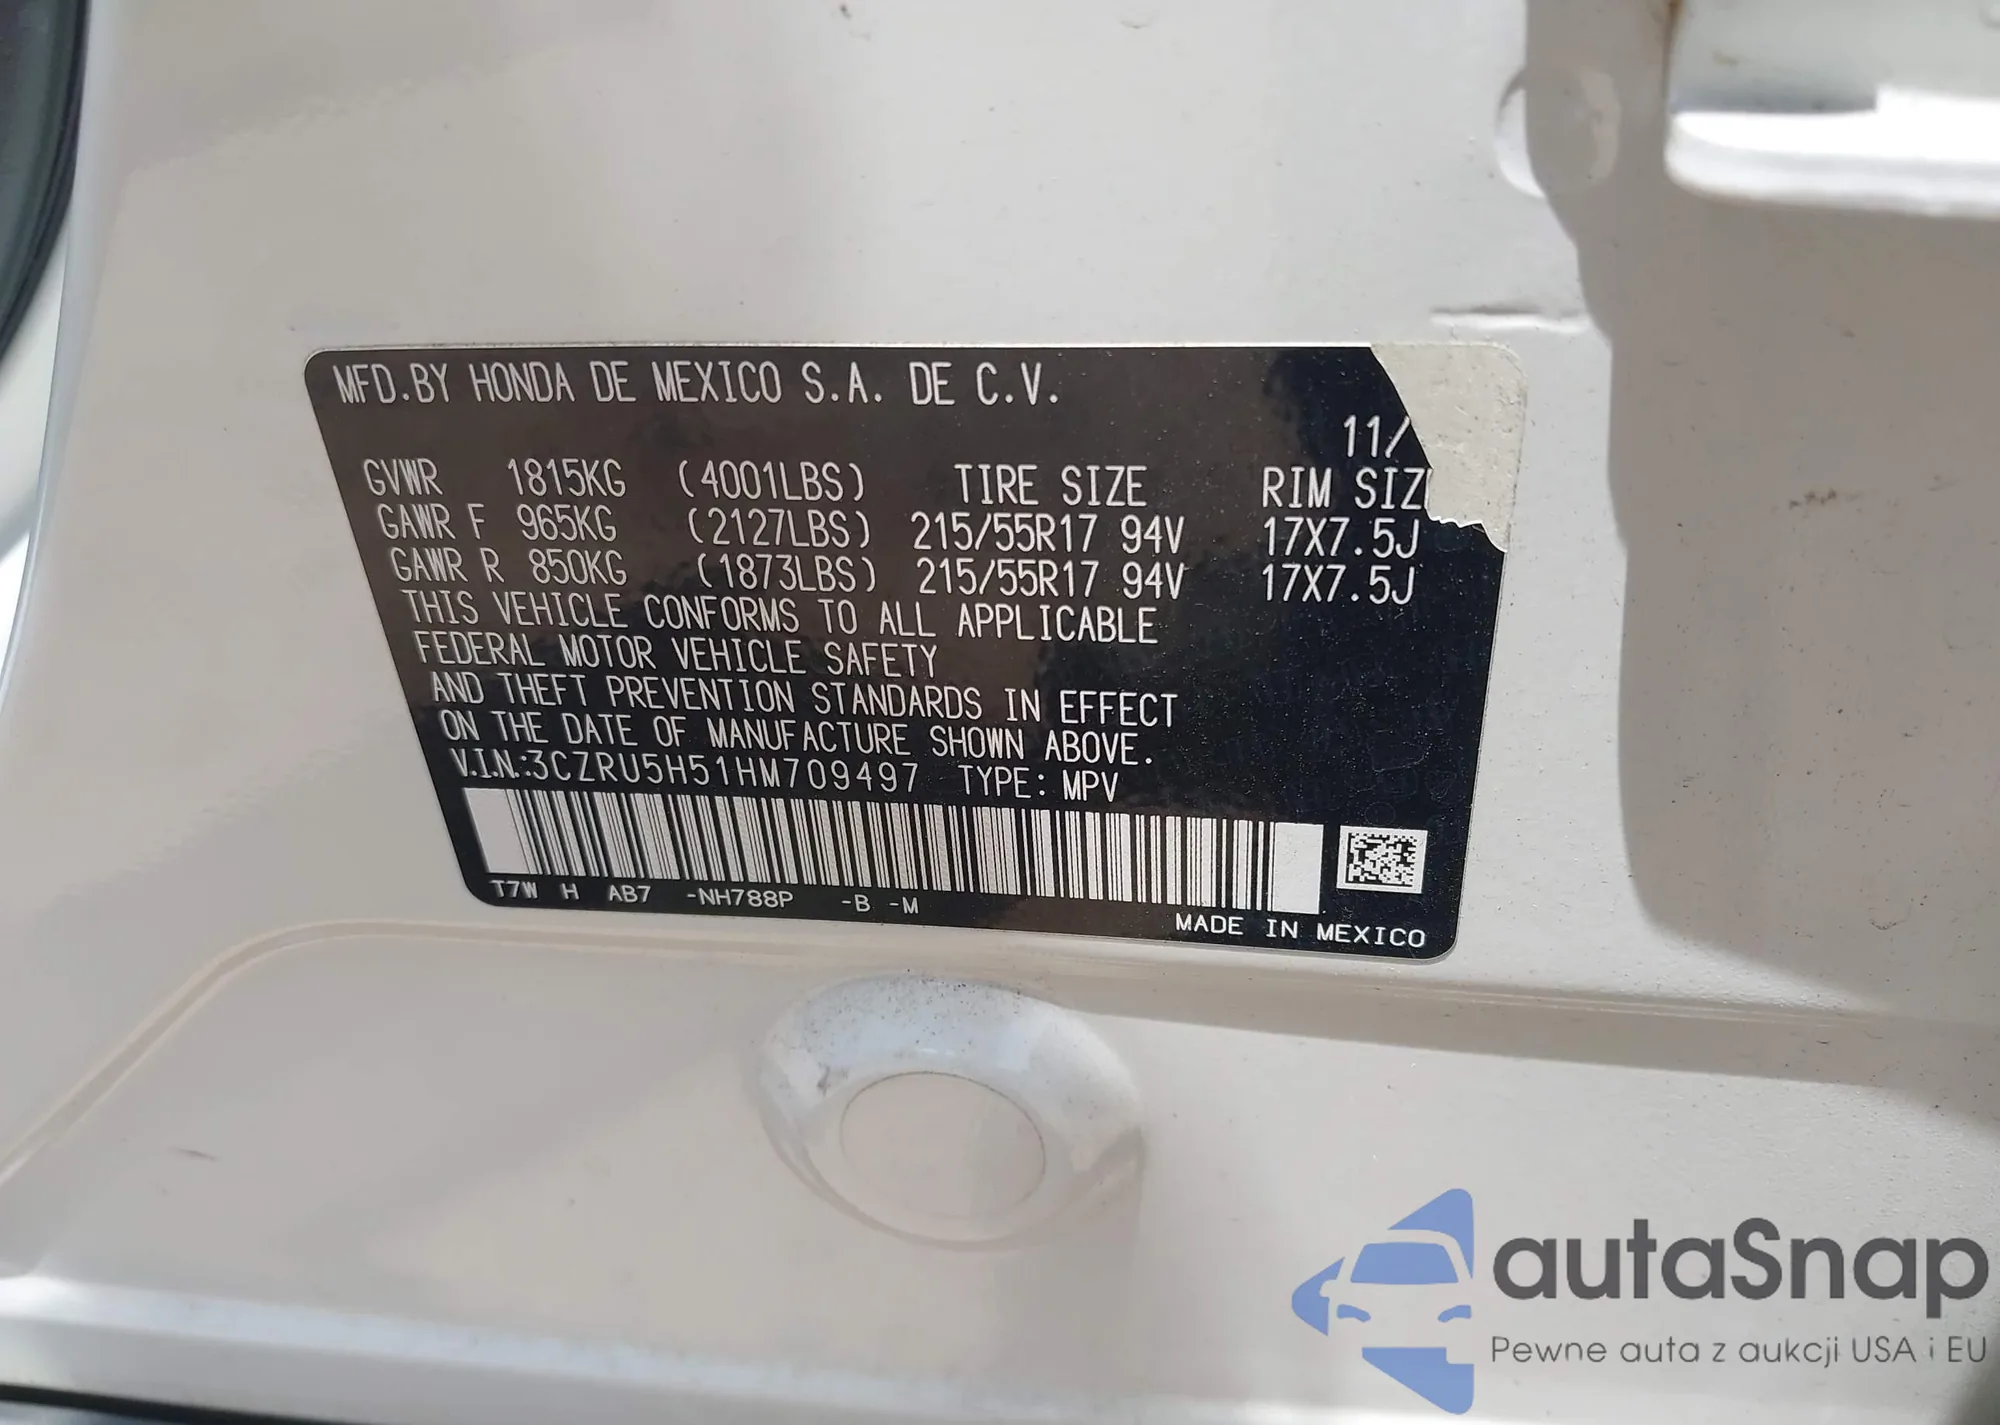 MFD.BY HONDA DE MEXICO S.A. DE C.V.
11/
GVWR 1815KG (4001LBS) TIRE SIZE RIM SIZ
GAWR F 965KG (2127LBS) 215/55R17 94V 17X7.5J
GAWR R 850KG (1873LBS) 215/55R17 94V 17X7.5J
THIS VEHICLE CONFORMS TO ALL APPLICABLE
FEDERAL MOTOR VEHICLE SAFETY
AND THEFT PREVENTION STANDARDS IN EFFECT
ON THE DATE OF MANUFACTURE SHOWN ABOVE.
V.I.N.:3CZRU5H51HM709497 TYPE: MPV
T7W H AB7 -NH788P -B -M
MADE IN MEXICO
autaSnap
Pewne auta z aukcji USA i EU